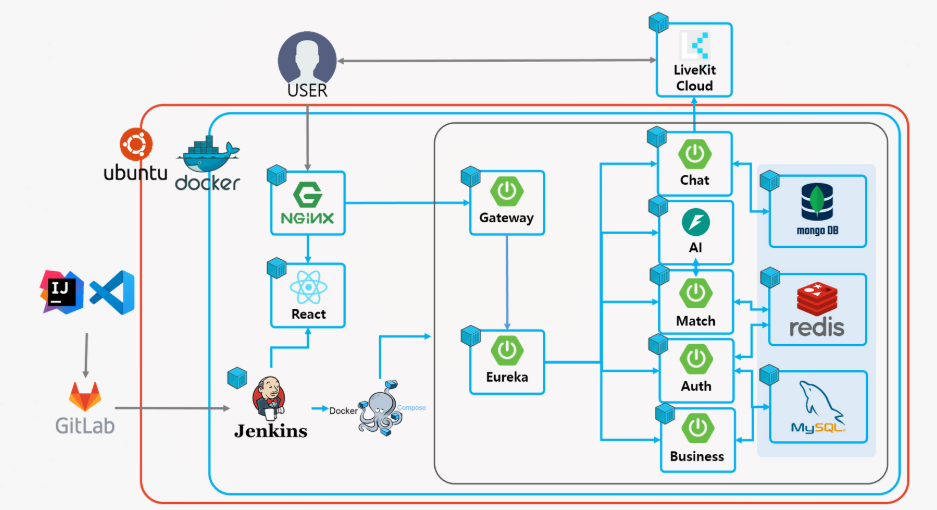 LiveKit
Cloud
USER
ubuntu
docker
NGiNX
Gateway
Chat
mongo DB
AI
IJ
React
Match
redis
Eureka
Auth
GitLab
Jenkins
Docker
Compose
MySQL
Business